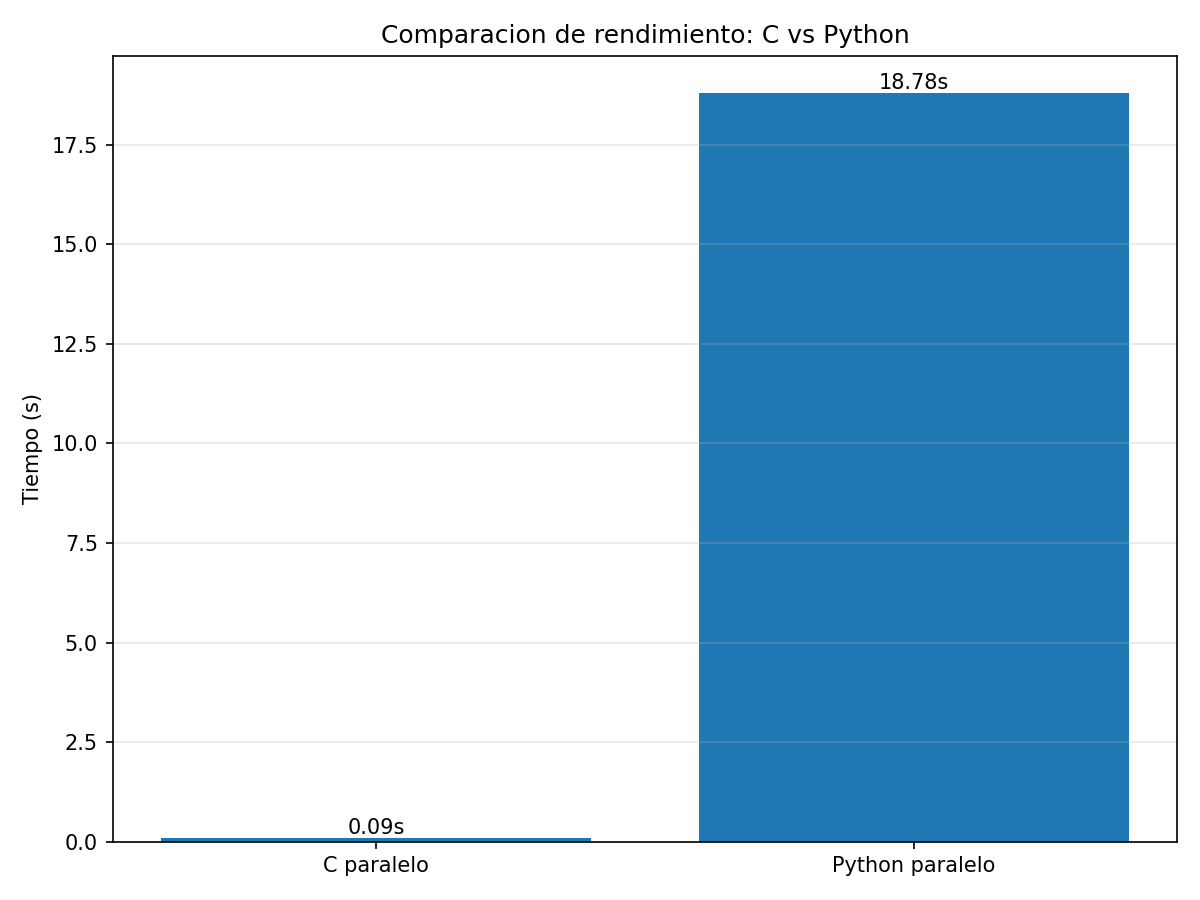 Comparacion de rendimiento: C vs Python
18.78s
17.5
15.0
12.5
10.0
7.5
5.0
2.5
0.0
Tiempo (s)
0.09s
C paralelo
Python paralelo